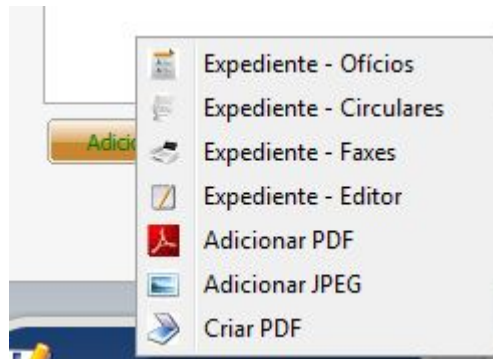 Expediente - Ofícios
Expediente - Circulares
Expediente - Faxes
Expediente - Editor
Adicionar PDF
Adicionar JPEG
Criar PDF